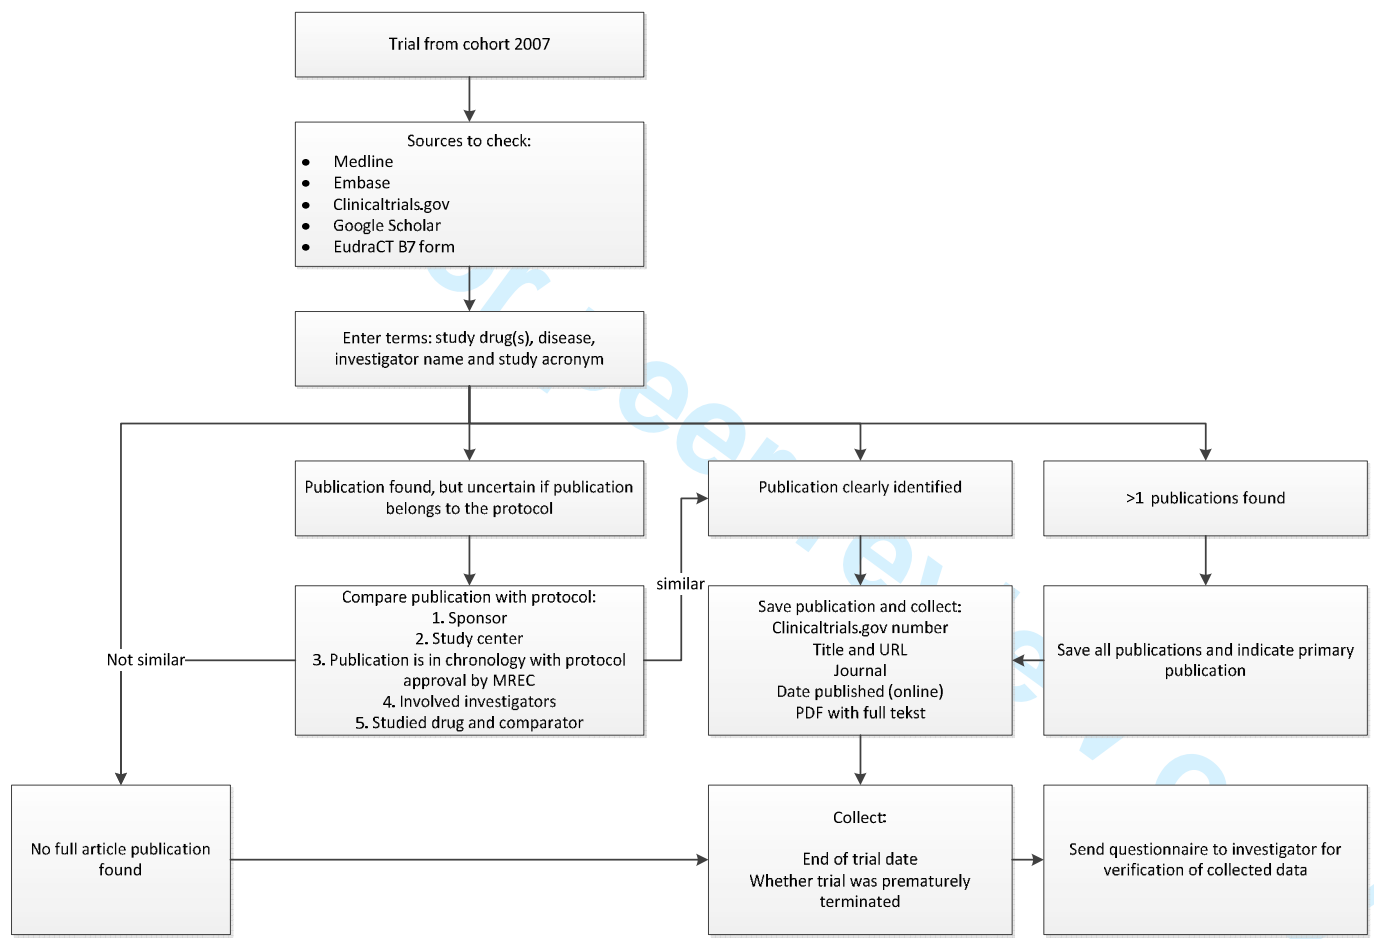 Trial from cohort 2007
Sources to check:
● Medline
● Embase
● Clinicaltrials.gov
● Google Scholar
● EudraCT B7 form
Enter terms: study drug(s), disease,
investigator name and study acronym
Publication found, but uncertain if publication
belongs to the protocol
Publication clearly identified
>1 publications found
similar
Compare publication with protocol:
1. Sponsor
2. Study center
3. Publication is in chronology with protocol
approval by MREC
4. Involved investigators
5. Studied drug and comparator
Not similar
Save publication and collect:
Clinicaltrials.gov number
Title and URL
Journal
Date published (online)
PDF with full tekst
Save all publications and indicate primary
publication
No full article publication
found
Collect:
End of trial date
Whether trial was prematurely
terminated
Send questionnaire to investigator for
verification of collected data
peer review